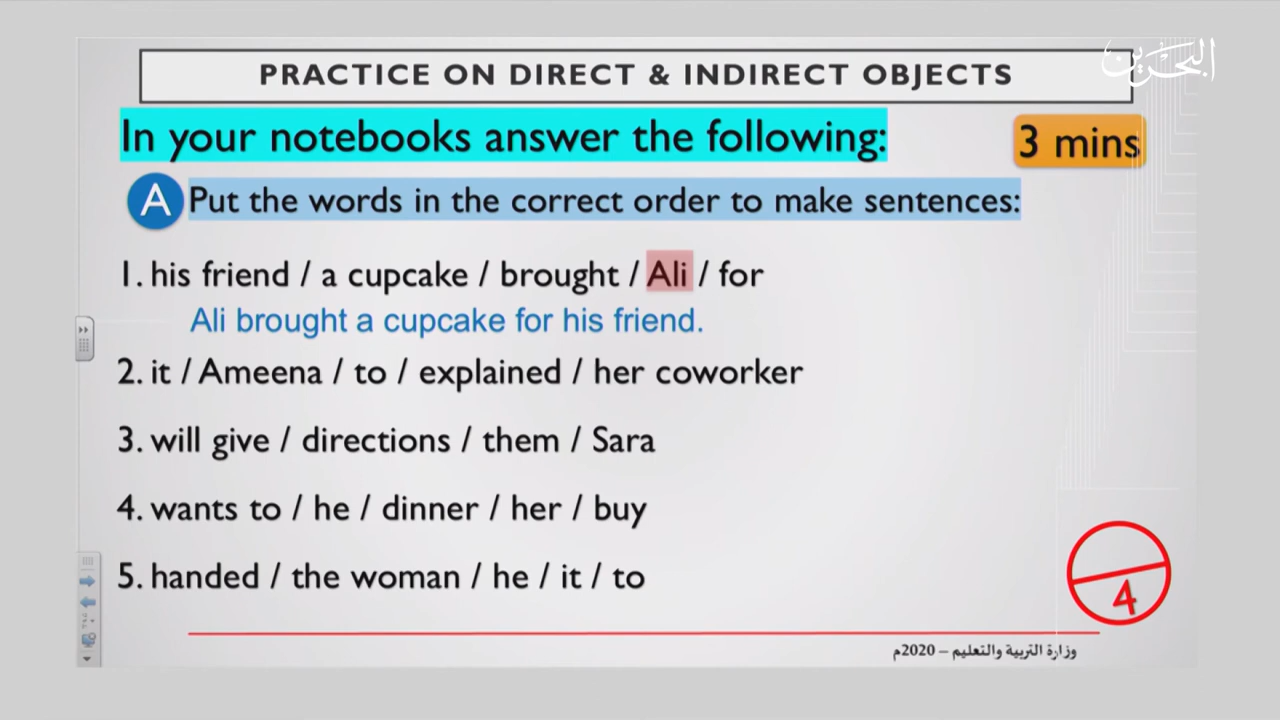 البحرين
PRACTICE ON DIRECT & INDIRECT OBJECTS
In your notebooks answer the following:
3 mins
A Put the words in the correct order to make sentences:
1. his friend / a cupcake / brought / Ali / for
Ali brought a cupcake for his friend.
2. it / Ameena / to / explained / her coworker
3. will give / directions / them / Sara
4. wants to / he / dinner / her / buy
5. handed / the woman / he / it / to
4
وزارة التربية والتعليم – 2020م